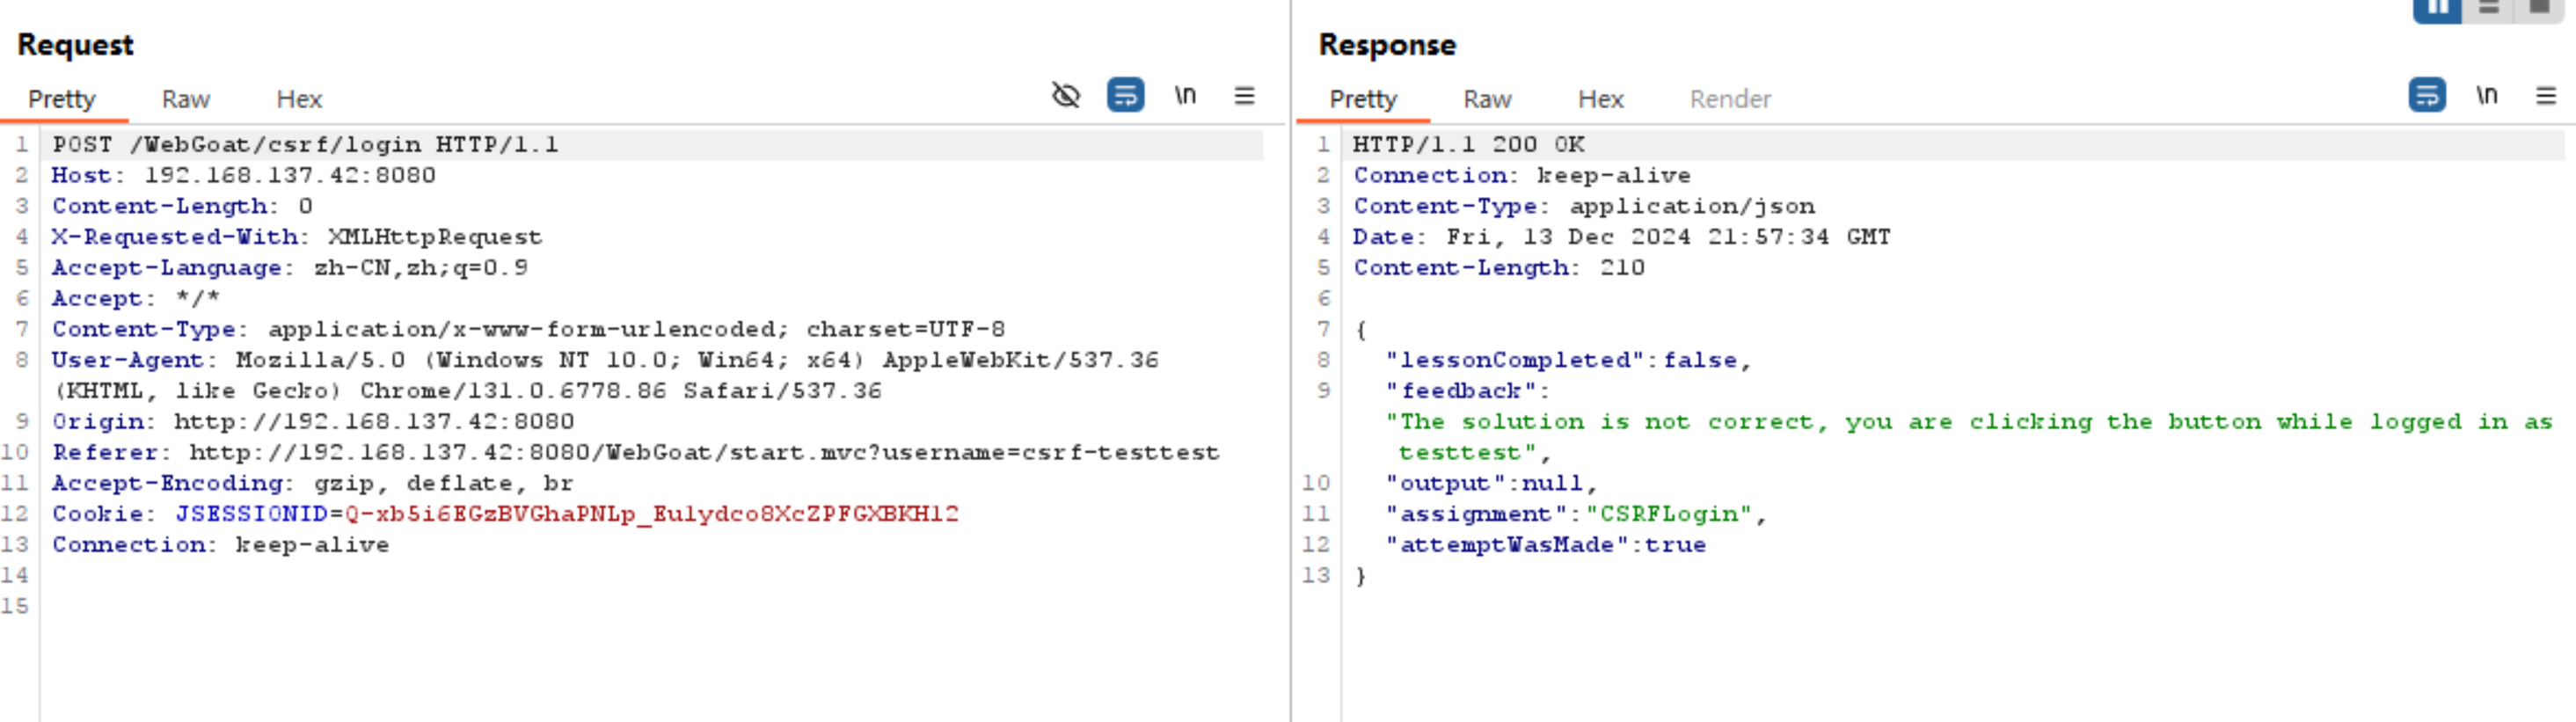 Request
Pretty Raw Hex \n
1 POST /WebGoat/csrf/login HTTP/1.1
2 Host: 192.168.137.42:8080
3 Content-Length: 0
4 X-Requested-With: XMLHttpRequest
5 Accept-Language: zh-CN,zh;q=0.9
6 Accept: */*
7 Content-Type: application/x-www-form-urlencoded; charset=UTF-8
8 User-Agent: Mozilla/5.0 (Windows NT 10.0; Win64; x64) AppleWebKit/537.36
(KHTML, like Gecko) Chrome/131.0.6778.86 Safari/537.36
9 Origin: http://192.168.137.42:8080
10 Referer: http://192.168.137.42:8080/WebGoat/start.mvc?username=csrf-testtest
11 Accept-Encoding: gzip, deflate, br
12 Cookie: JSESSIONID=Q-xb5i6EGzBVGhaPNLp_Eulydco8XcZPFGXBKH12
13 Connection: keep-alive
14
15
Response
Pretty Raw Hex Render \n
1 HTTP/1.1 200 OK
2 Connection: keep-alive
3 Content-Type: application/json
4 Date: Fri, 13 Dec 2024 21:57:34 GMT
5 Content-Length: 210
6
7 {
8 "lessonCompleted":false,
9 "feedback":
"The solution is not correct, you are clicking the button while logged in as
testtest",
10 "output":null,
11 "assignment":"CSRFLogin",
12 "attemptWasMade":true
13 }